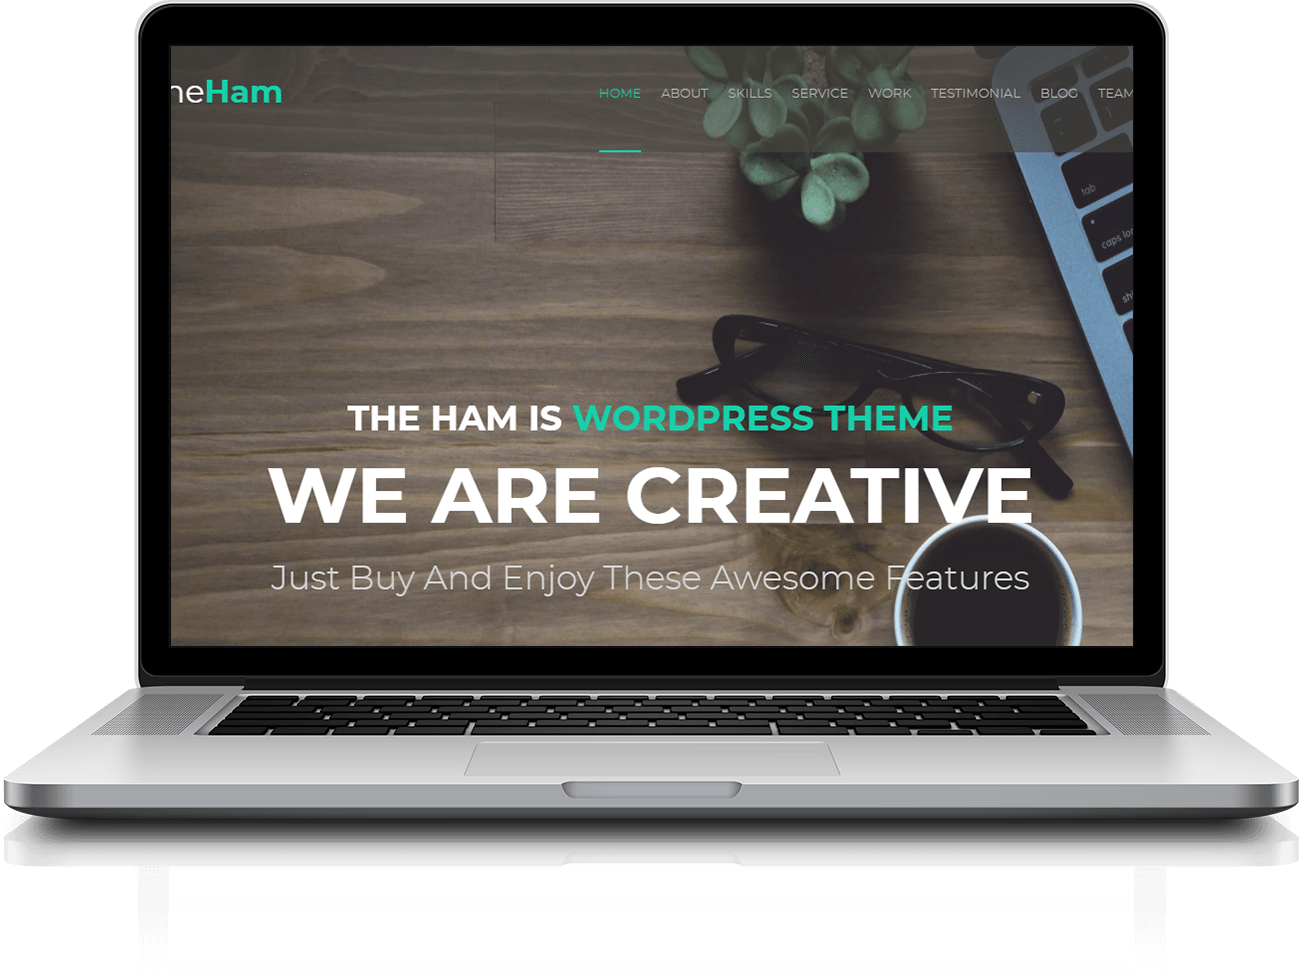 heHam
HOME ABOUT SKILLS SERVICE WORK TESTIMONIAL BLOG TEAM
tab
caps lo
sh
THE HAM IS WORDPRESS THEME
WE ARE CREATIVE
Just Buy And Enjoy These Awesome Features